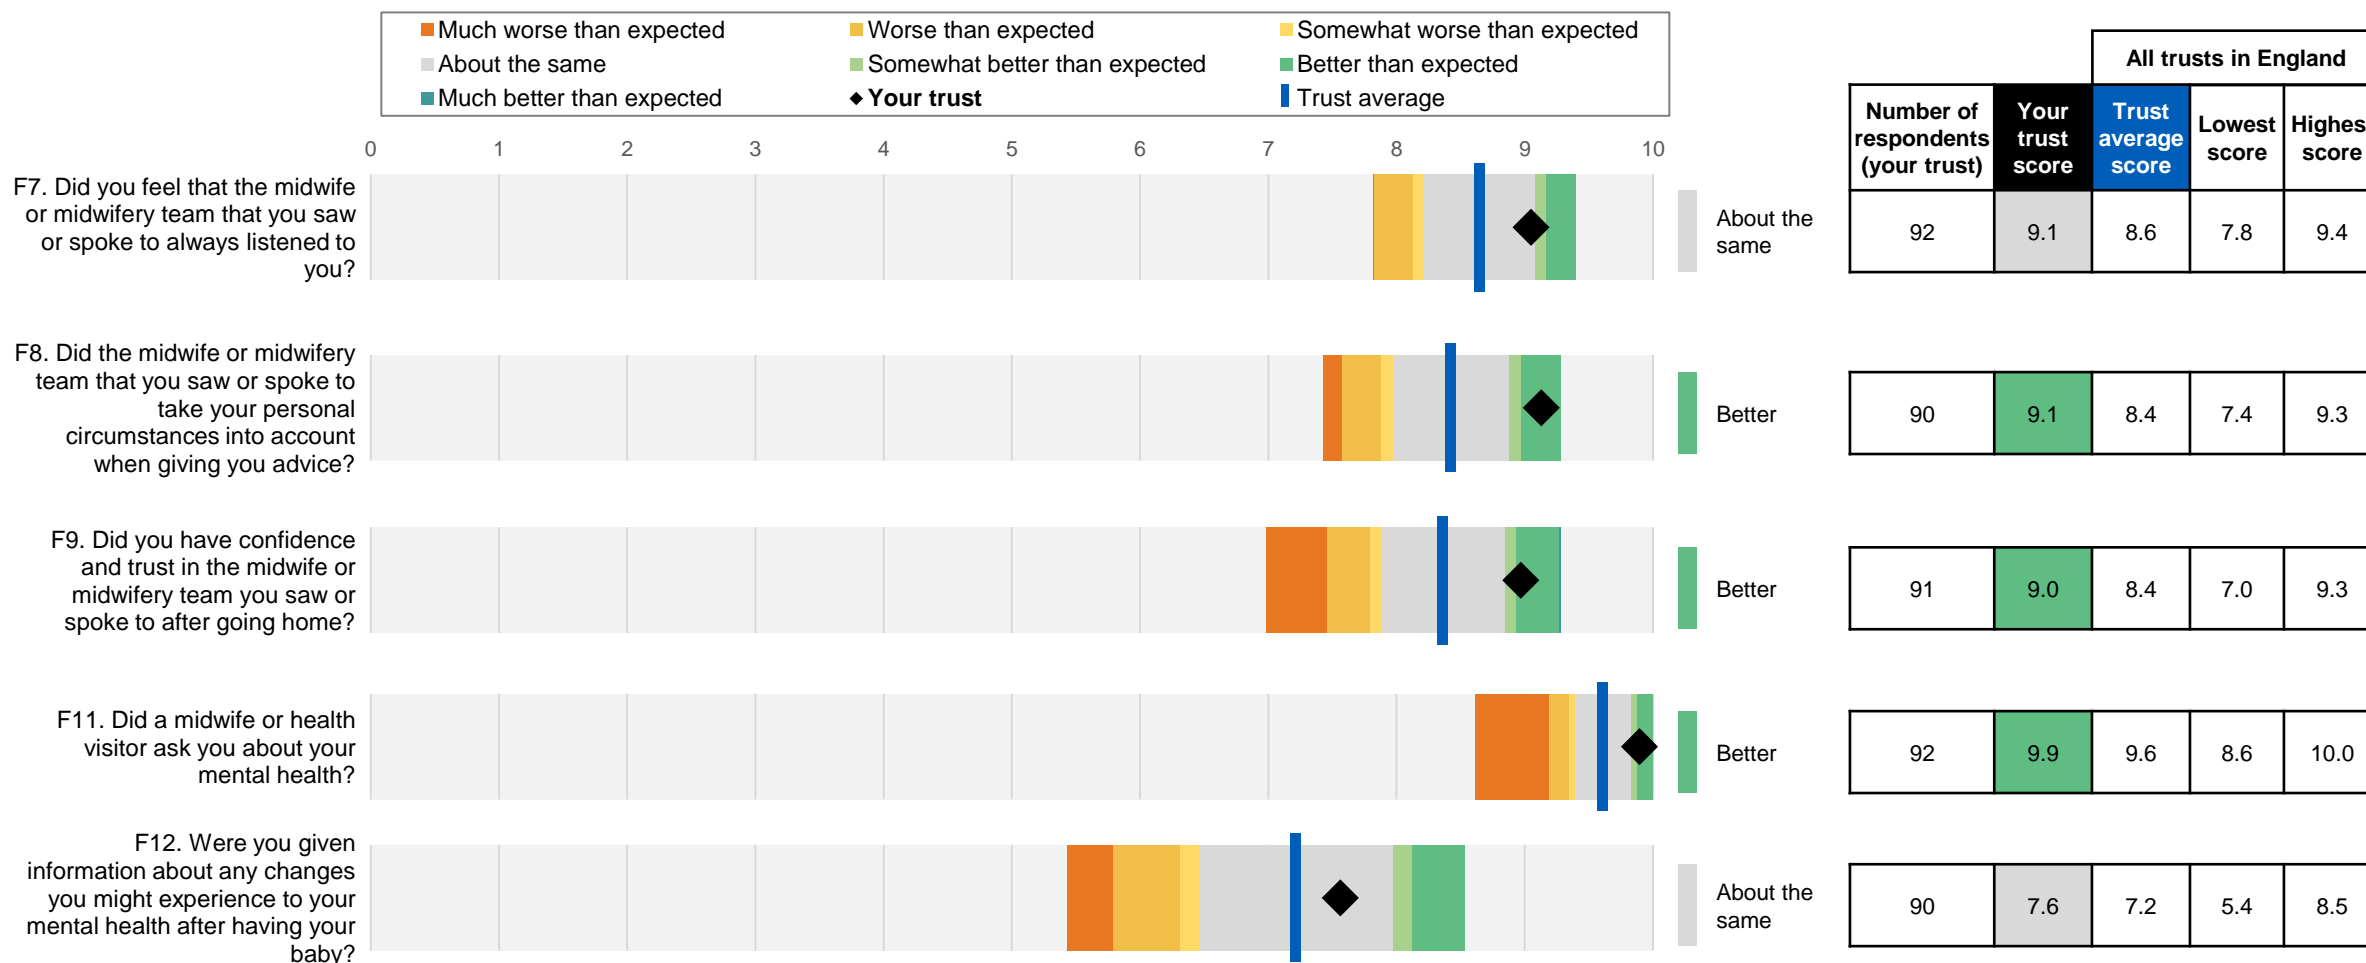 Much worse than expected
Worse than expected
Somewhat worse than expected
About the same
Somewhat better than expected
Better than expected
Much better than expected
Your trust
Trust average
All trusts in England
Number of respondents (your trust)
Your trust score
Trust average score
Lowest score
Highes score
0 1 2 3 4 5 6 7 8 9 10
F7. Did you feel that the midwife
or midwifery team that you saw
or spoke to always listened to
you?
About the
same
92 9.1 8.6 7.8 9.4
F8. Did the midwife or midwifery
team that you saw or spoke to
take your personal
circumstances into account
when giving you advice?
Better
90 9.1 8.4 7.4 9.3
F9. Did you have confidence
and trust in the midwife or
midwifery team you saw or
spoke to after going home?
Better
91 9.0 8.4 7.0 9.3
F11. Did a midwife or health
visitor ask you about your
mental health?
Better
92 9.9 9.6 8.6 10.0
F12. Were you given
information about any changes
you might experience to your
mental health after having your
baby?
About the
same
90 7.6 7.2 5.4 8.5